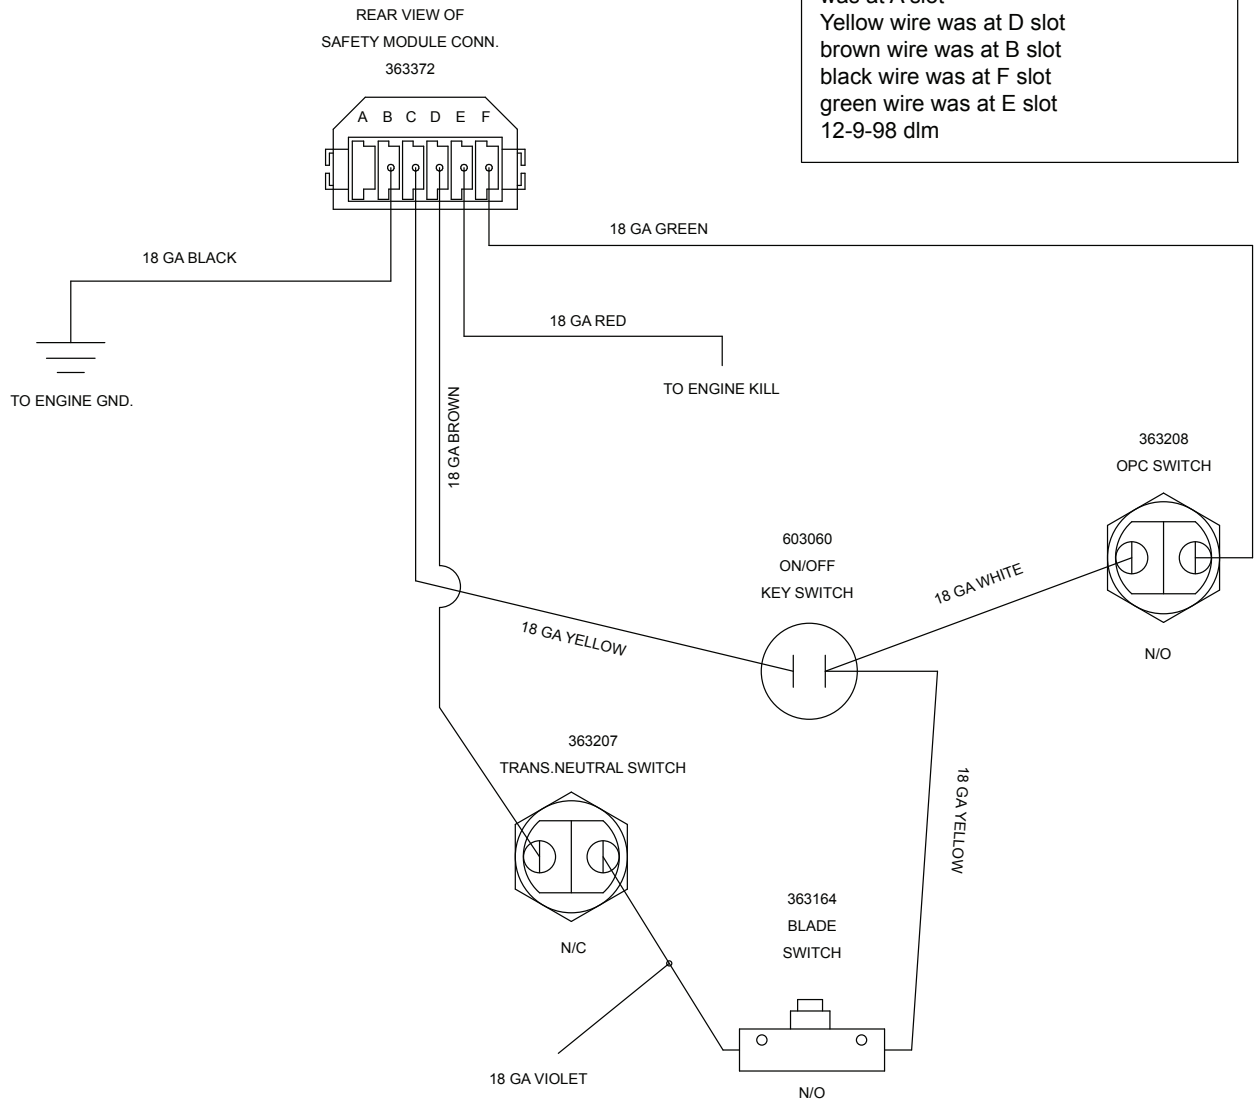 was at A slot
Yellow wire was at D slot
brown wire was at B slot
black wire was at F slot
green wire was at E slot
12-9-98 dlm
REAR VIEW OF
SAFETY MODULE CONN.
363372
A B C D E F
18 GA GREEN
18 GA BLACK
18 GA RED
TO ENGINE KILL
TO ENGINE GND.
18 GA BROWN
363208
OPC SWITCH
603060
ON/OFF
KEY SWITCH
18 GA WHITE
18 GA YELLOW
N/O
363207
TRANS.NEUTRAL SWITCH
18 GA YELLOW
363164
BLADE
SWITCH
N/C
18 GA VIOLET
N/O